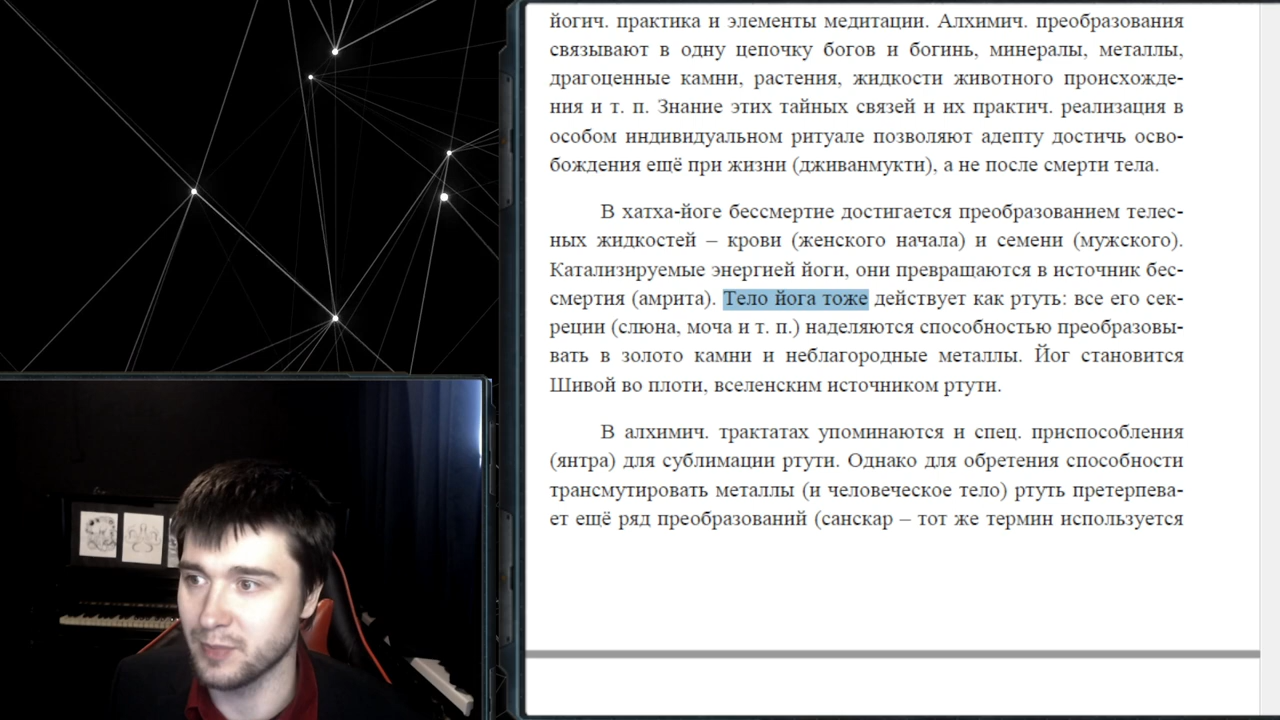 йогич. практика и элементы медитации. Алхимич. преобразования
связывают в одну цепочку богов и богинь, минералы, металлы,
драгоценные камни, растения, жидкости животного происхожде-
ния и т. п. Знание этих тайных связей и их практич. реализация в
особом индивидуальном ритуале позволяют адепту достичь осво-
бождения ещё при жизни (дживанмукти), а не после смерти тела.
В хатха-йоге бессмертие достигается преобразованием телес-
ных жидкостей – крови (женского начала) и семени (мужского).
Катализируемые энергией йоги, они превращаются в источник бес-
смертия (амрита). Тело йога тоже действует как ртуть: все его сек-
реции (слюна, моча и т. п.) наделяются способностью преобразовы-
вать в золото камни и неблагородные металлы. Йог становится
Шивой во плоти, вселенским источником ртути.
В алхимич. трактатах упоминаются и спец. приспособления
(янтра) для сублимации ртути. Однако для обретения способности
трансмутировать металлы (и человеческое тело) ртуть претерпева-
ет ещё ряд преобразований (санскар – тот же термин используется